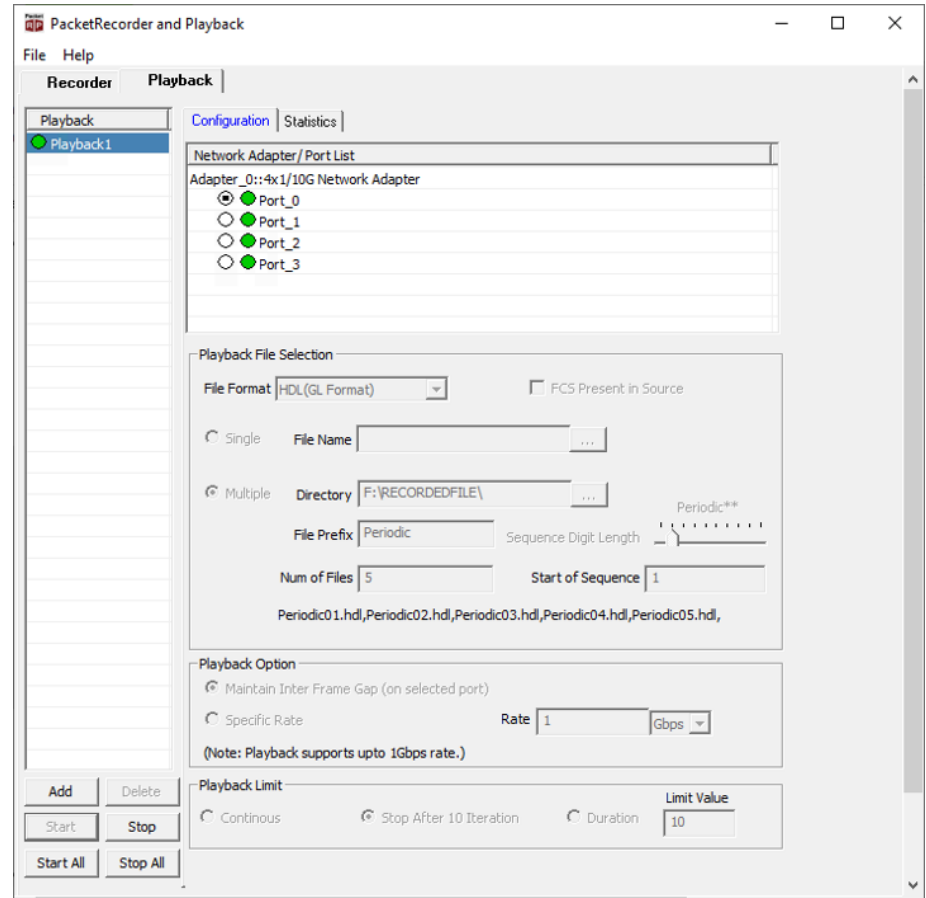 PacketRecorder and Playback
File Help
Recorder Playback
Playback
Playback1
Configuration Statistics
Network Adapter/Port List
Adapter_0::4x1/10G Network Adapter
Port_0
Port_1
Port_2
Port_3
Playback File Selection
File Format HDL(GL Format) FCS Present in Source
Single File Name ...
Multiple Directory F:\RECORDEDFILE\ ...
Periodic**
File Prefix Periodic Sequence Digit Length
Num of Files 5 Start of Sequence 1
Periodic01.hdl,Periodic02.hdl,Periodic03.hdl,Periodic04.hdl,Periodic05.hdl,
Playback Option
Maintain Inter Frame Gap (on selected port)
Specific Rate Rate 1 Gbps
(Note: Playback supports upto 1Gbps rate.)
Playback Limit
Limit Value
Continous Stop After 10 Iteration Duration 10
Add Delete
Start Stop
Start All Stop All